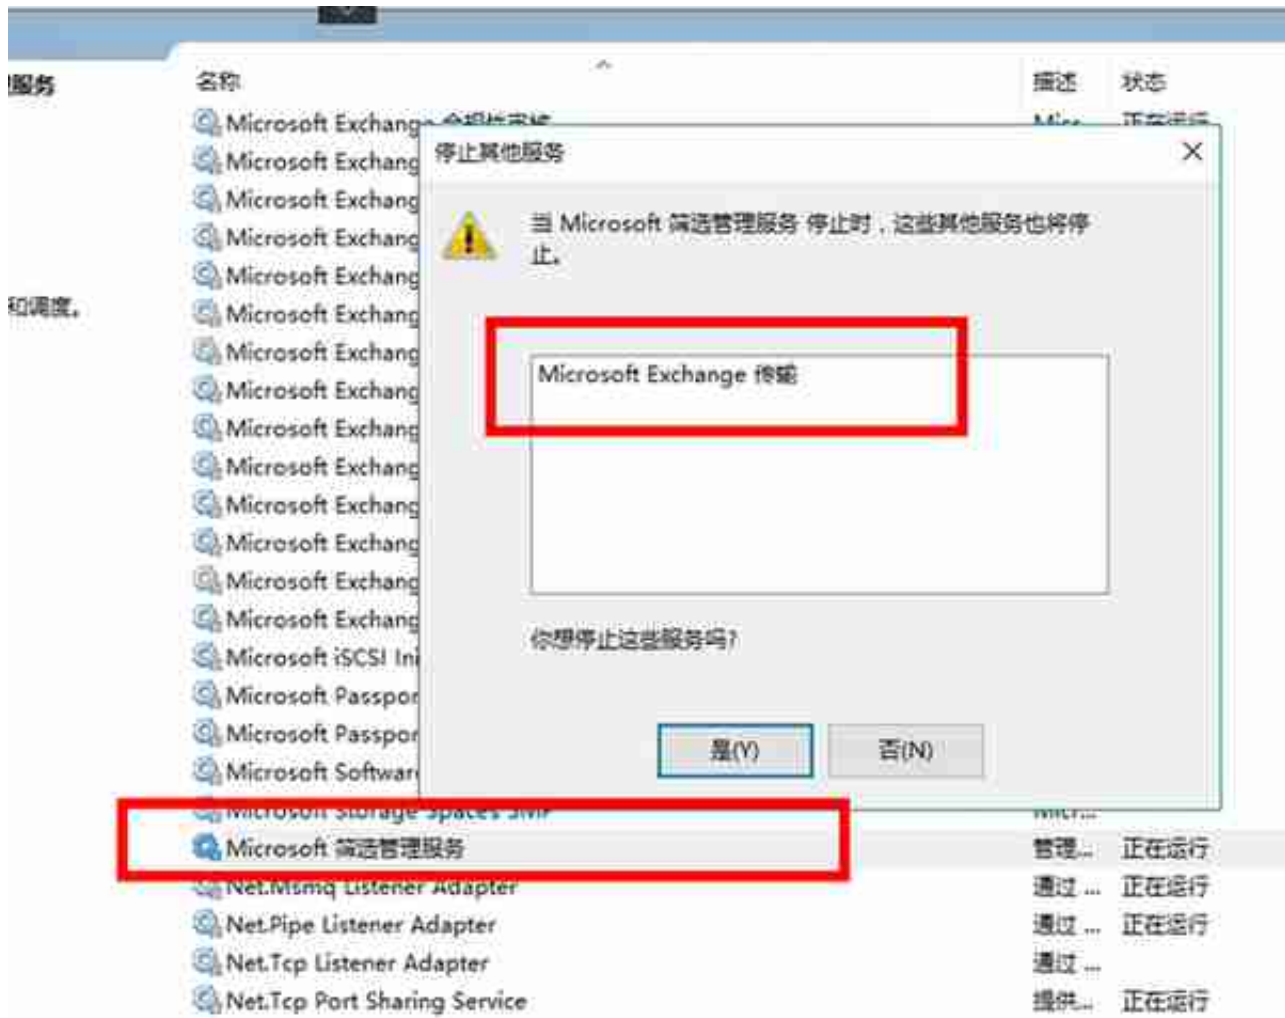 服务
名称
描述
状态
Microsoft Exchange
正在运行
停止其他服务
Microsoft Exchang
Microsoft Exchang
当 Microsoft 筛选管理服务 停止时，这些其他服务也将停
止。
Microsoft Exchang
Microsoft Exchang
和调度。
Microsoft Exchang
Microsoft Exchang
Microsoft Exchange 传输
Microsoft Exchang
Microsoft Exchang
Microsoft Exchang
Microsoft Exchang
Microsoft Exchang
Microsoft Exchang
Microsoft Exchang
你想停止这些服务吗?
Microsoft iSCSI Ini
Microsoft Passpor
Microsoft Passpor
是(Y)
否(N)
Microsoft Softwar
Microsoft Storage Spaces SMP
Micr...
Microsoft 筛选管理服务
管理...
正在运行
Net.Msmq Listener Adapter
通过 ...
正在运行
Net.Pipe Listener Adapter
通过 ...
正在运行
Net.Tcp Listener Adapter
通过 ...
Net.Tcp Port Sharing Service
提供...
正在运行